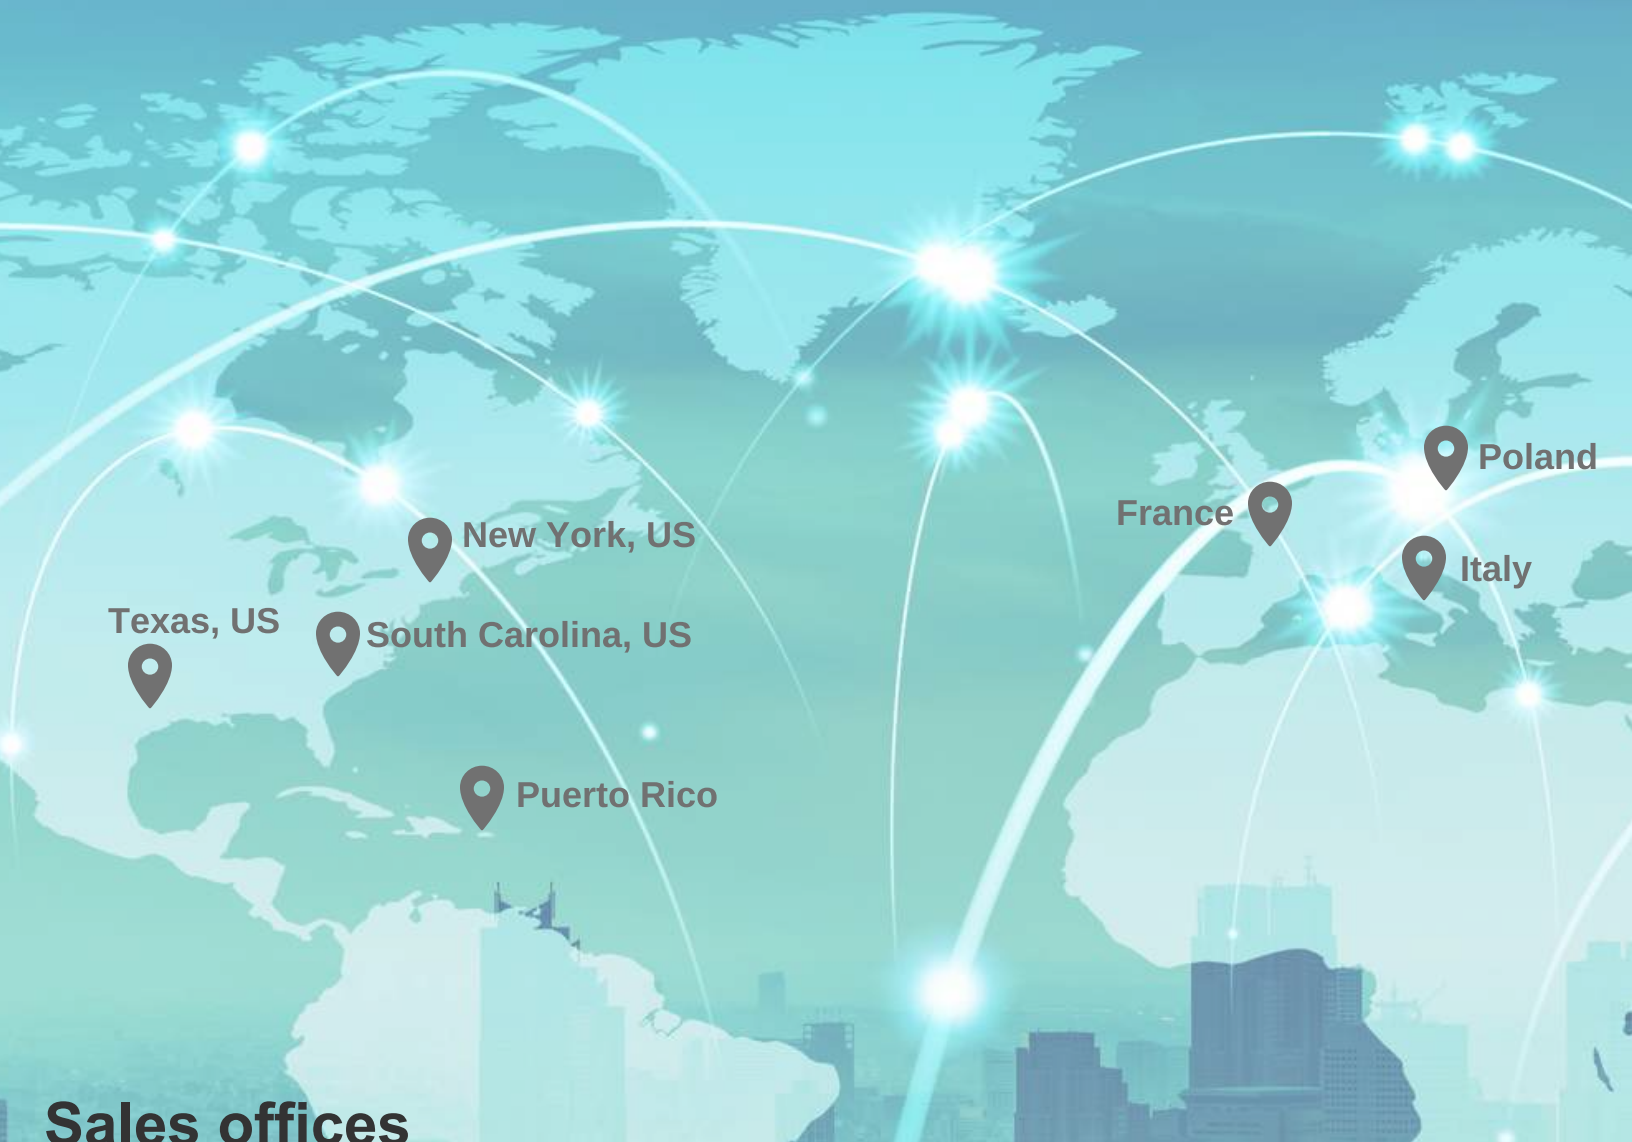 Poland
France
New York, US
Italy
Texas, US
South Carolina, US
Puerto Rico
Sales offices